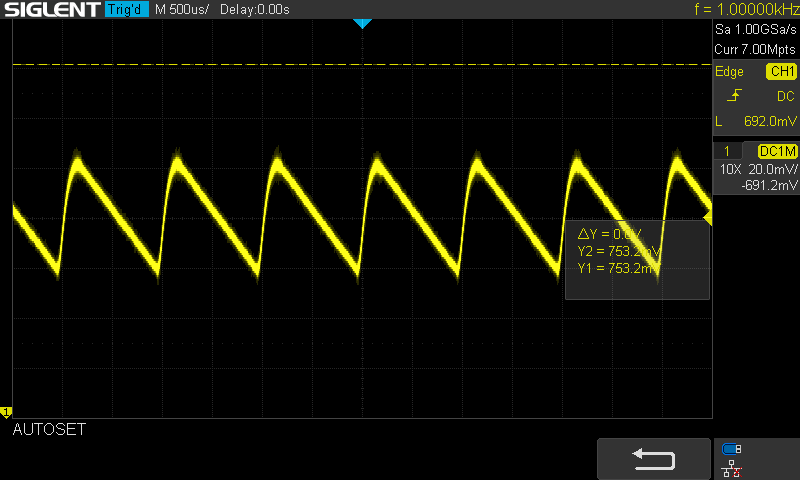 SIGLENT Trig'd M 500us/ Delay:0.00s f = 1.00000kHz
Sa 1.00GSa/s
Curr 7.00Mpts
Edge CH1
DC
L 692.0mV
1 DC1M
10X 20.0mV/
-691.2mV
△Y = 0.0V
Y2 = 753.2mV
Y1 = 753.2mV
1
AUTOSET